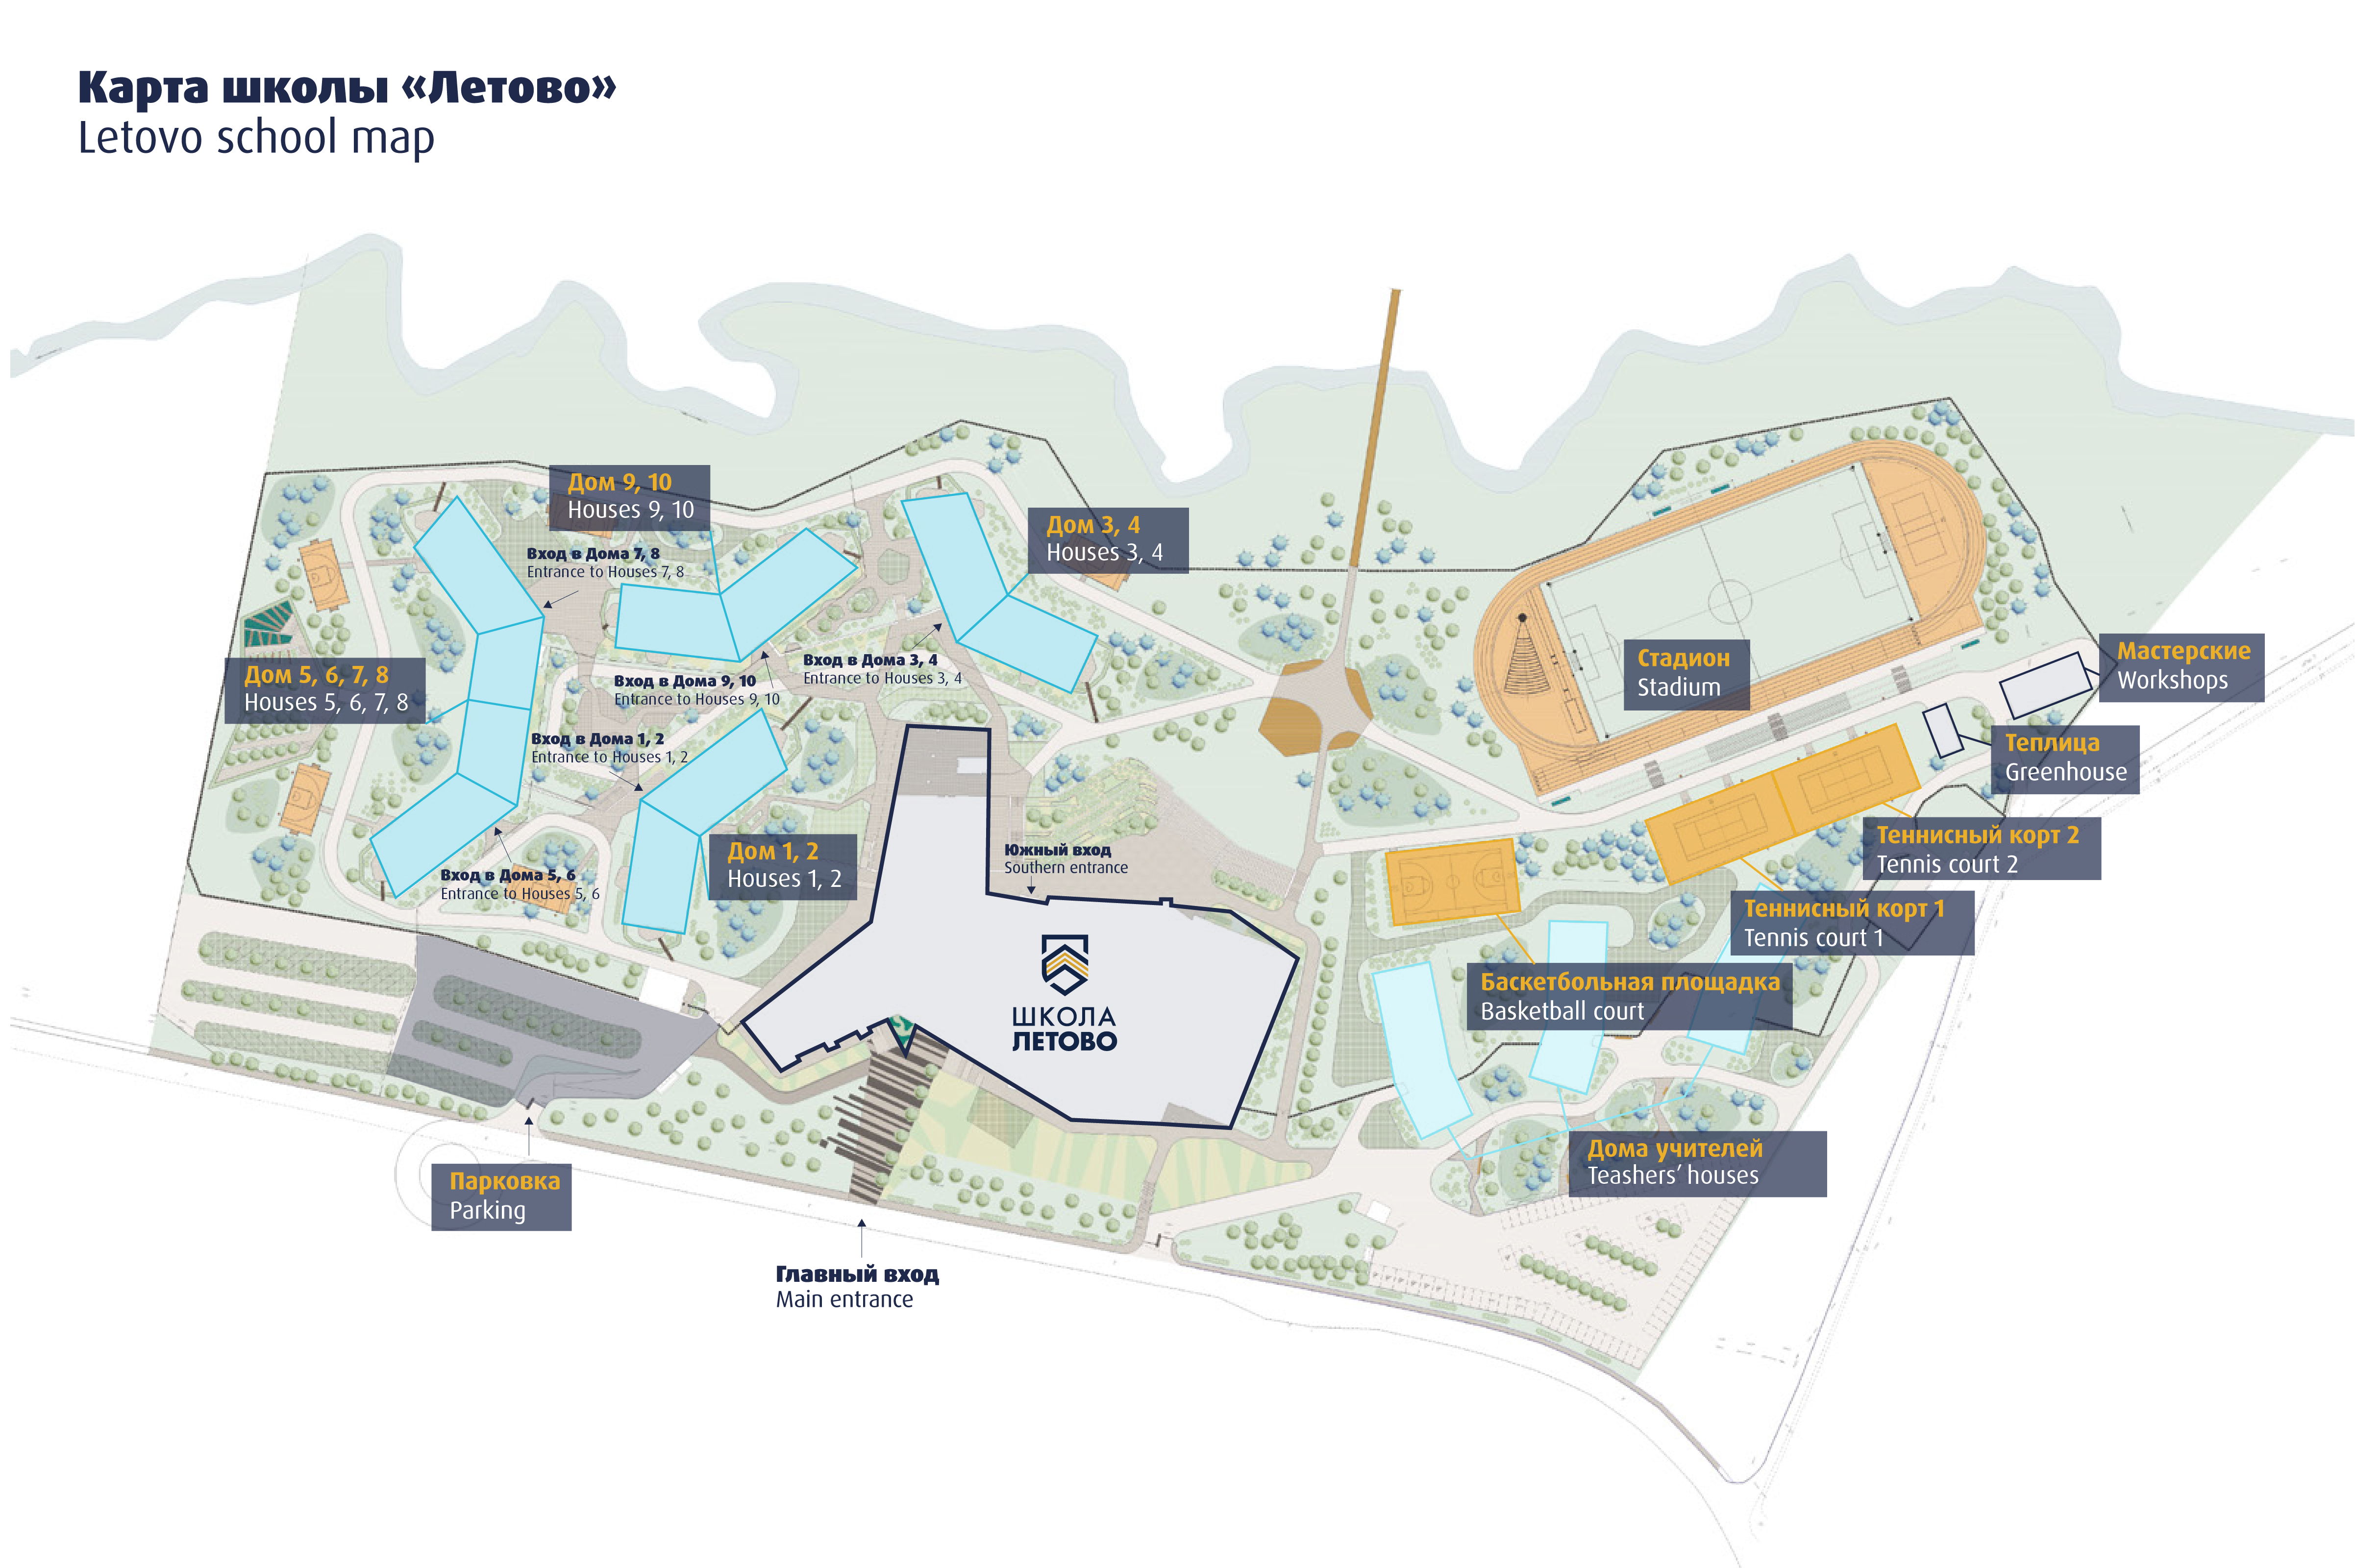 Карта школы «Летово»
Letovo school map
Дом 9, 10
Houses 9, 10
Дом 3, 4
Houses 3, 4
Вход в Дома 7, 8
Entrance to Houses 7, 8
Вход в Дома 3, 4
Entrance to Houses 3, 4
Вход в Дома 9, 10
Entrance to Houses 9, 10
Дом 5, 6, 7, 8
Houses 5, 6, 7, 8
Вход в Дома 1, 2
Entrance to Houses 1, 2
Дом 1, 2
Houses 1, 2
Вход в Дома 5, 6
Entrance to Houses 5, 6
Южный вход
Southern entrance
ШКОЛА
ЛЕТОВО
Стадион
Stadium
Мастерские
Workshops
Теплица
Greenhouse
Теннисный корт 2
Tennis court 2
Теннисный корт 1
Tennis court 1
Баскетбольная площадка
Basketball court
Дома учителей
Teashers’ houses
Парковка
Parking
Главный вход
Main entrance